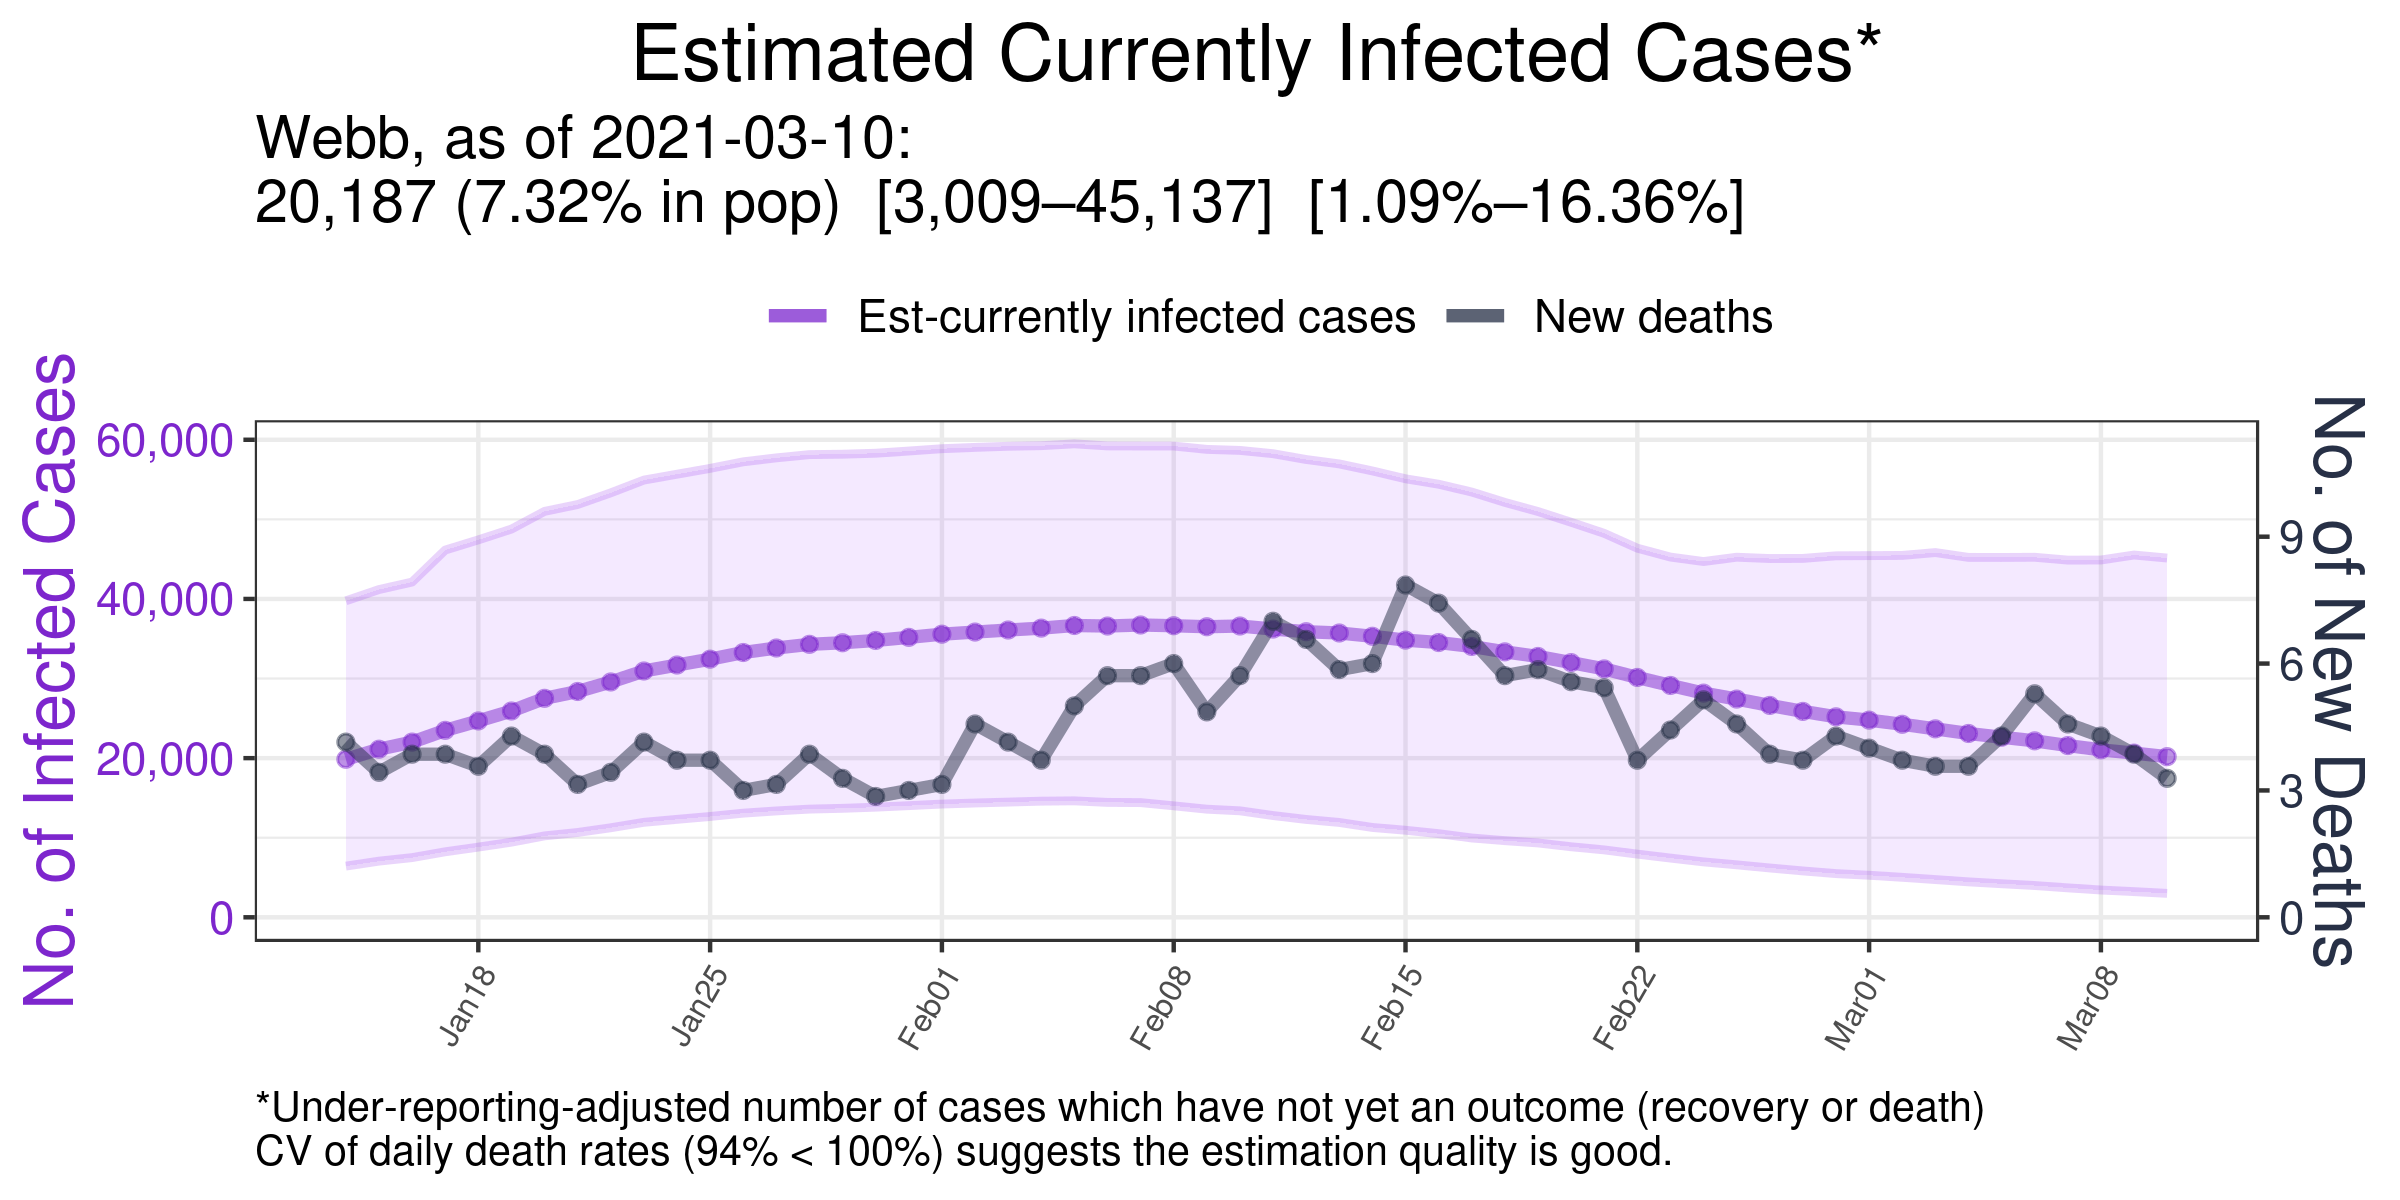 Estimated Currently Infected Cases*
Webb, as of 2021-03-10:
20,187 (7.32% in pop)  [3,009–45,137]  [1.09%–16.36%]
Est-currently infected cases
New deaths
No. of Infected Cases
60,000
40,000
20,000
0
No. of New Deaths
9
6
3
0
Jan18
Jan25
Feb01
Feb08
Feb15
Feb22
Mar01
Mar08
*Under-reporting-adjusted number of cases which have not yet an outcome (recovery or death)
CV of daily death rates (94% < 100%) suggests the estimation quality is good.